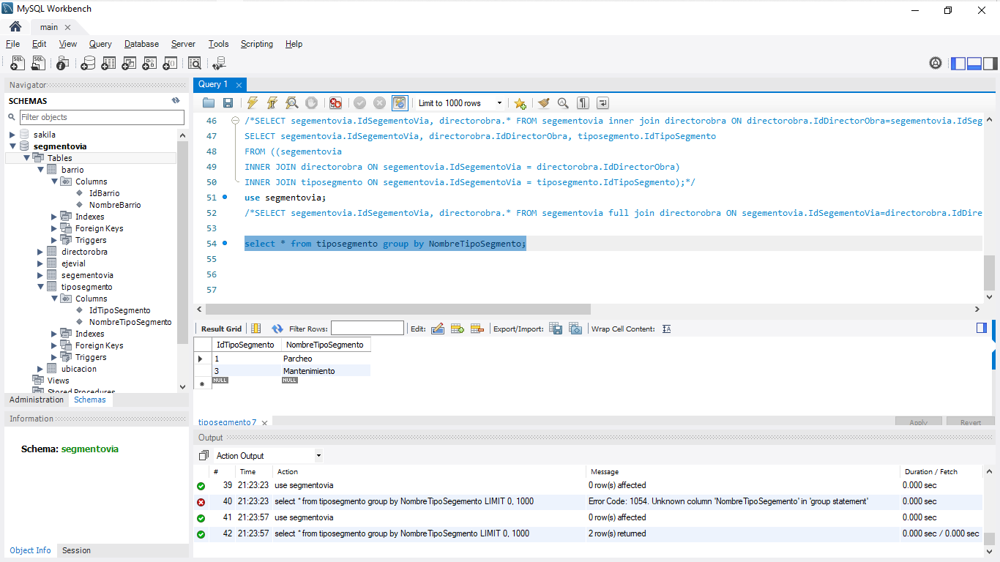 MySQL Workbench
main
File Edit View Query Database Server Tools Scripting Help
Navigator
SCHEMAS
Filter objects
sakila
segmentovia
Tables
barrio
Columns
IdBarrio
NombreBarrio
Indexes
Foreign Keys
Triggers
directorobra
ejevial
segementovia
tiposegmento
Columns
IdTipoSegmento
NombreTipoSegmento
Indexes
Foreign Keys
Triggers
ubicacion
Views
Stored Procedures
Administration Schemas
Information
Schema: segmentovia
Object Info Session
Query 1
Limit to 1000 rows
46 /*SELECT segementovia.IdSegementoVia, directorobra.* FROM segementovia inner join directorobra ON directorobra.IdDirectorObra=segementovia.IdSeg
47 SELECT segementovia.IdSegementoVia, directorobra.IdDirectorObra, tiposegmento.IdTipoSegmento
48 FROM ((segementovia
49 INNER JOIN directorobra ON segementovia.IdSegementoVia = directorobra.IdDirectorObra)
50 INNER JOIN tiposegmento ON segementovia.IdSegementoVia = tiposegmento.IdTipoSegmento);*/
51 use segmentovia;
52 /*SELECT segementovia.IdSegementoVia, directorobra.* FROM segementovia full join directorobra ON segementovia.IdSegementoVia=directorobra.IdDire
53
54 select * from tiposegmento group by NombreTipoSegmento;
55
56
57
Result Grid Filter Rows: Edit: Export/Import: Wrap Cell Content:
IdTipoSegmento NombreTipoSegmento
1 Parcheo
3 Mantenimiento
NULL NULL
tiposegmento7 Apply Revert
Output
Action Output
# Time Action Message Duration / Fetch
39 21:23:23 use segmentovia 0 row(s) affected 0.000 sec
40 21:23:23 select * from tiposegmento group by NombreTipoSegemento LIMIT 0, 1000 Error Code: 1054. Unknown column 'NombreTipoSegemento' in 'group statement' 0.000 sec
41 21:23:57 use segmentovia 0 row(s) affected 0.000 sec
42 21:23:57 select * from tiposegmento group by NombreTipoSegmento LIMIT 0, 1000 2 row(s) returned 0.000 sec / 0.000 sec